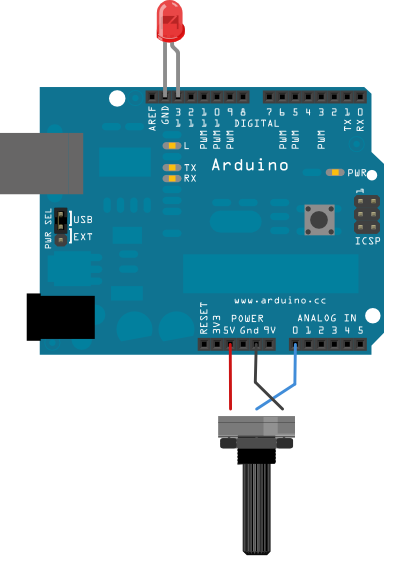 AREF
GND
13
12
11
10
9
8
7
6
5
4
3
2
1
0
PWM
PWM
PWM
DIGITAL
PWM
PWM
PWM
TX
RX
L
TX
RX
Arduino
PWR
1
ICSP
PWR SEL
USB
EXT
www.arduino.cc
RESET
3V3
5V
POWER
Gnd 9V
ANALOG IN
0 1 2 3 4 5